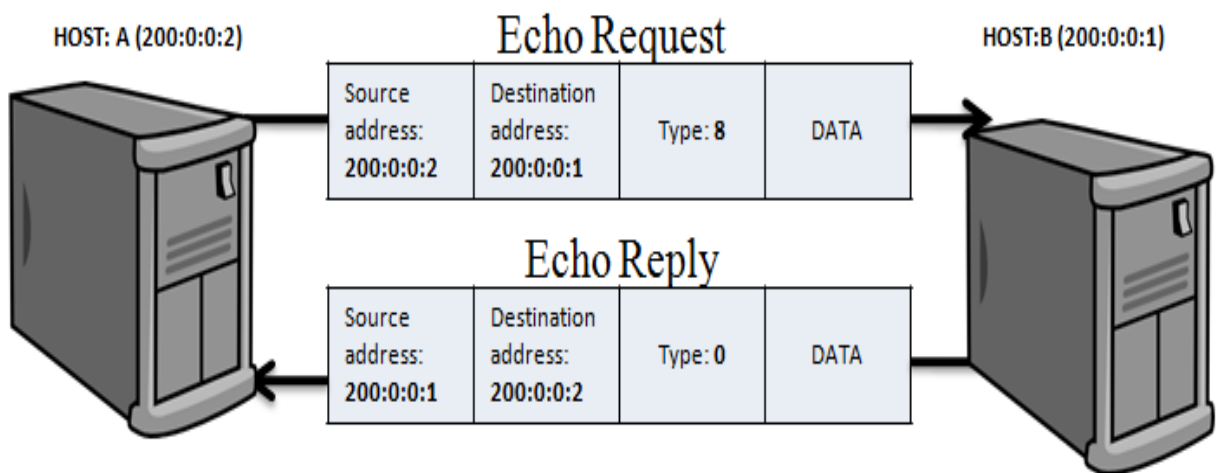 HOST: A (200:0:0:2)
Echo Request
HOST:B (200:0:0:1)
Source
address:
200:0:0:2
Destination
address:
200:0:0:1
Type: 8
DATA
Echo Reply
Source
address:
200:0:0:1
Destination
address:
200:0:0:2
Type: 0
DATA